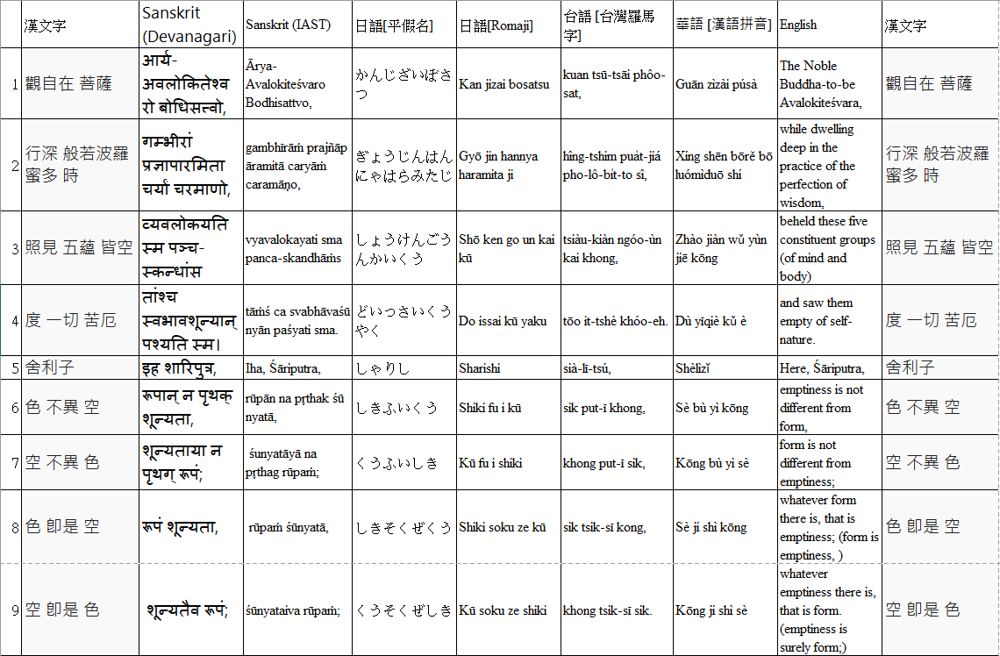 漢文字 Sanskrit (Devanagari) Sanskrit (IAST) 日語[平假名] 日語[Romaji] 台語 [台灣羅馬字] 華語 [漢語拼音] English 漢文字
1 觀自在 菩薩 आर्य-अवलोकितेश्वरो बोधिसत्त्वो, Ārya-Avalokiteśvaro Bodhisattvo, かんじざいぼさつ Kan jizai bosatsu kuan tsū-tsāi phôo-sat, Guān zìzài púsà The Noble Buddha-to-be Avalokiteśvara, 觀自在 菩薩
2 行深 般若波羅蜜多 時 गम्भीरां प्रज्ञापारमिता चर्यां चरमाणो, gambhīrāṁ prajñāpāramitā caryāṁ caramāṇo, ぎょうじんはんにゃはらみたじ Gyō jin hannya haramita ji hîng-tshim pua̍t-jiá pho-lô-bi̍t-to sî, Xíng shēn bōrě bōluómìduō shí while dwelling deep in the practice of the perfection of wisdom, 行深 般若波羅蜜多 時
3 照見 五蘊 皆空 व्यवलोकयति स्म पञ्च-स्कन्धांस vyavalokayati sma panca-skandhāṁs しょうけんごうんかいくう Shō ken go un kai kū tsiàu-kiàn ngóo-ùn kai khong, Zhào jiàn wǔ yùn jiē kōng beheld these five constituent groups (of mind and body) 照見 五蘊 皆空
4 度 一切 苦厄 तांश्च स्वभावशून्यान् पश्यति स्म। tāṁś ca svabhāvaśūnyān paśyati sma. どいっさいくうやく Do issai kū yaku tōo it-tshè khóo-eh. Dù yīqiè kǔ è and saw them empty of self-nature. 度 一切 苦厄
5 舍利子 इह शारिपुत्र, Iha, Śāriputra, しゃりし Sharishi sià-lī-tsú, Shèlìzǐ Here, Śāriputra, 舍利子
6 色 不異 空 रूपान् न पृथक् शून्यता, rūpān na pṛthak śūnyatā, しきふいくう Shiki fu i kū sik put-ī khong, Sè bù yì kōng emptiness is not different from form, 色 不異 空
7 空 不異 色 शून्यताया न पृथग् रूपं; śunyatāyā na pṛthag rūpaṁ; くうふいしき Kū fu i shiki khong put-ī sik, Kōng bù yì sè form is not different from emptiness; 空 不異 色
8 色 卽是 空 रूपं शून्यता, rūpaṁ śūnyatā, しきそくぜくう Shiki soku ze kū sik tsik-sī kong, Sè jí shì kōng whatever form there is, that is emptiness; (form is emptiness, ) 色 卽是 空
9 空 卽是 色 शून्यतैव रूपं; śūnyataiva rūpaṁ; くうそくぜしき Kū soku ze shiki khong tsik-sī sik. Kōng jí shì sè whatever emptiness there is, that is form. (emptiness is surely form;) 空 卽是 色